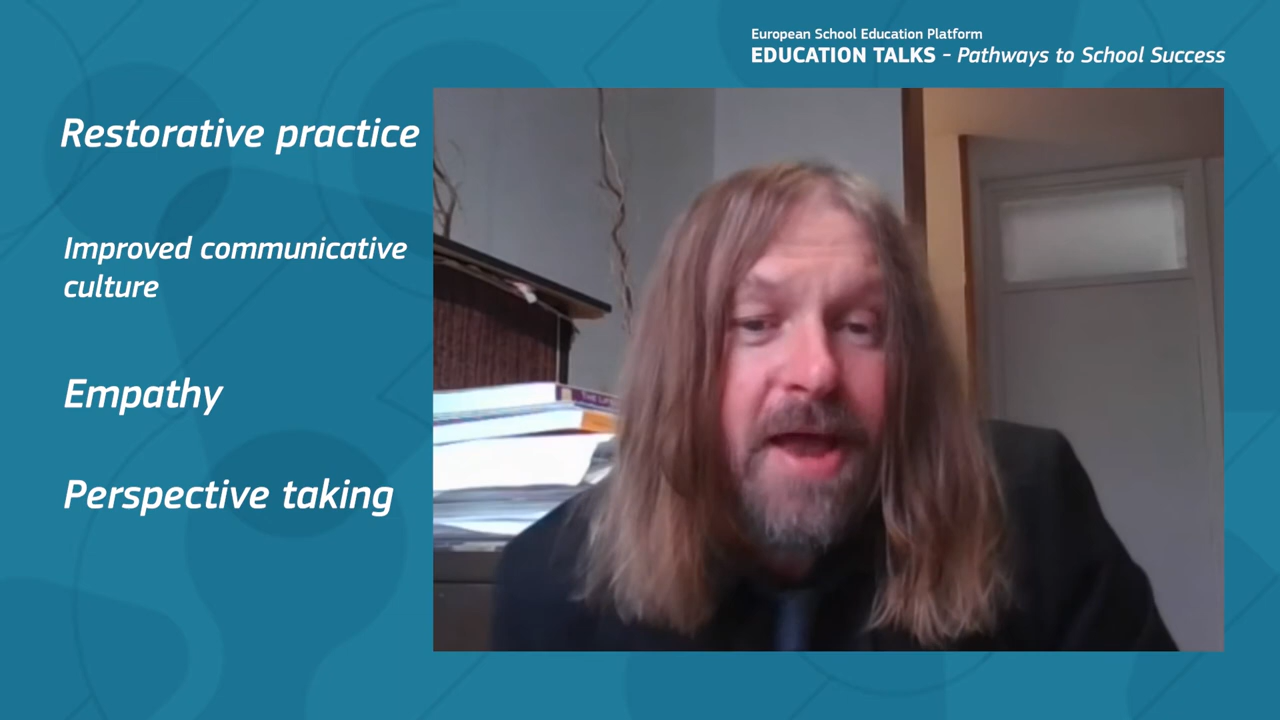 European School Education Platform
EDUCATION TALKS - Pathways to School Success
Restorative practice
Improved communicative
culture
Empathy
Perspective taking